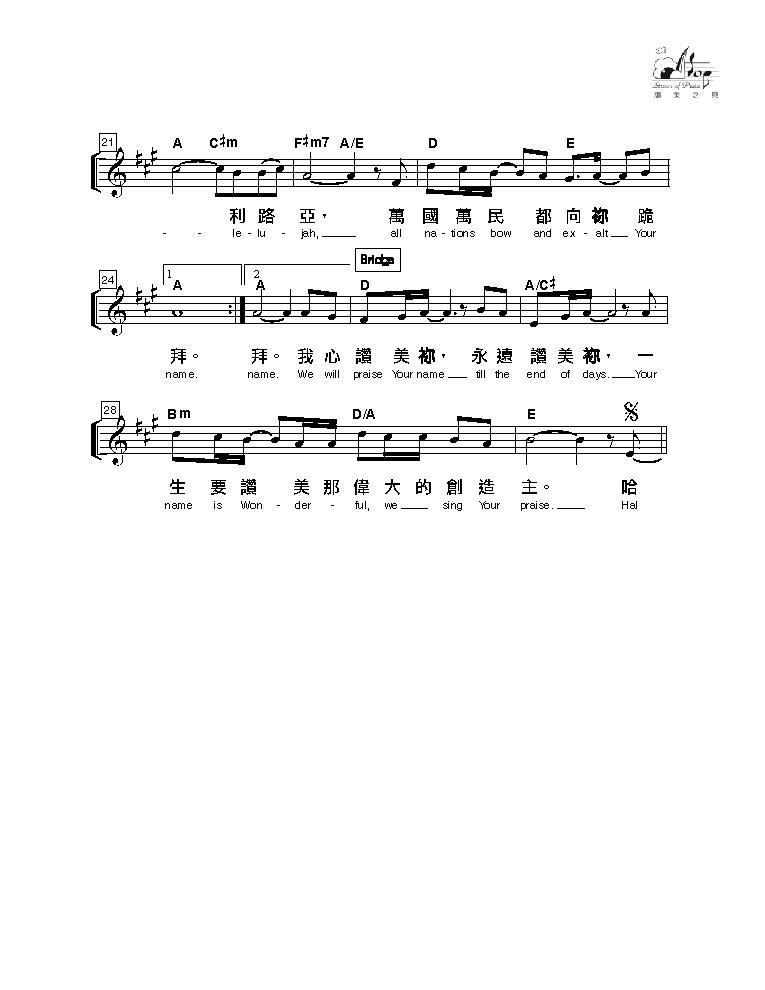 Stream of Praise
讚美之泉
21 A C♯m F♯m7 A/E D E
利 路 亞, 萬 國 萬 民 都 向 祢 跪
- - le - lu - jah, all na - tions bow and ex - alt Your
Bridge
1 2
24 A A D A/C♯
拜。 拜。 我 心 讚 美 祢, 永 遠 讚 美 祢, 一
name. name. We will praise Your name till the end of days. Your
28 Bm D/A E
生 要 讚 美 那 偉 大 的 創 造 主。 哈
name is Won - der - ful, we sing Your praise. Hal